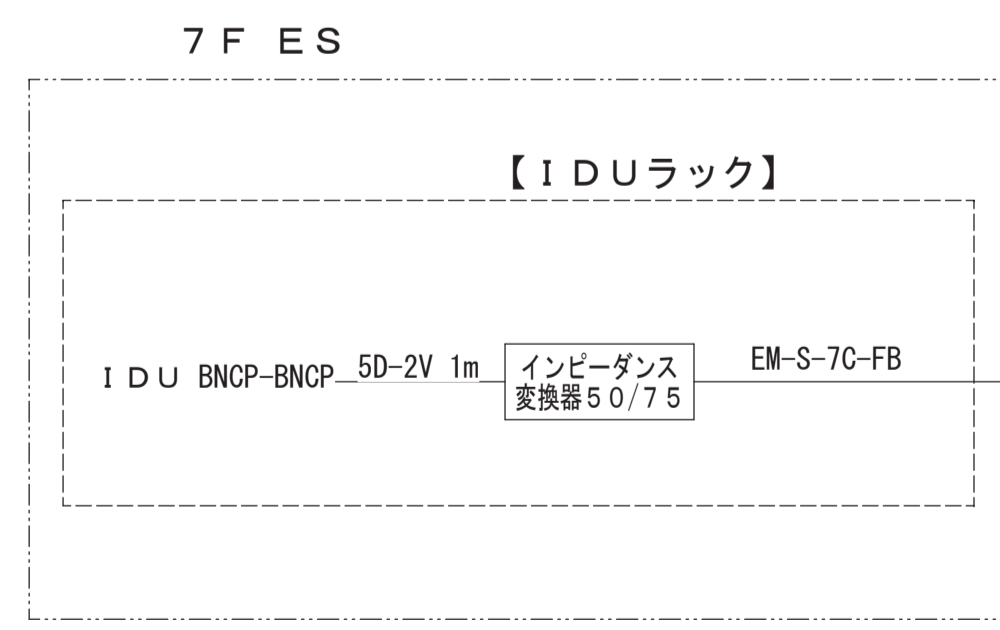 ７Ｆ ＥＳ
【ＩＤＵラック】
ＩＤＵ BNCP-BNCP 5D-2V 1m
インピーダンス
変換器５０/７５
EM-S-7C-FB